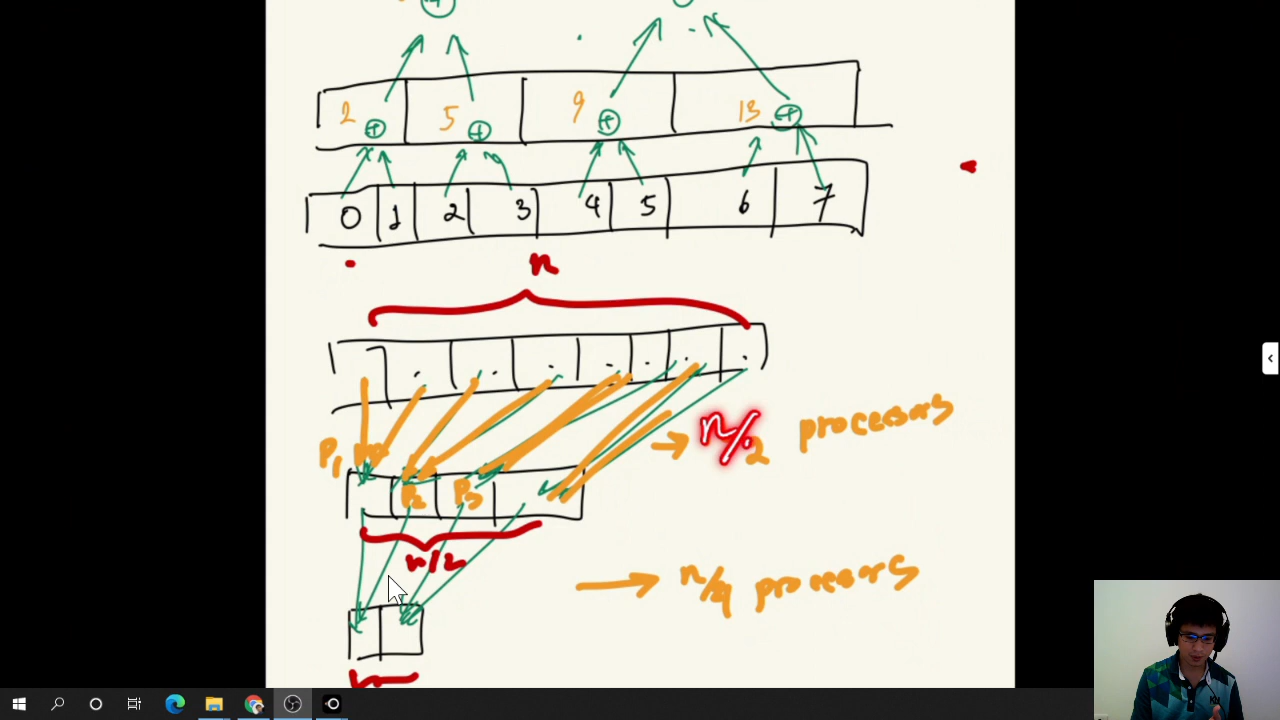 2 5 9 13
0 1 2 3 4 5 6 7
n
→ n/2 processors
P1
P2 P3
n/2
→ n/4 processors